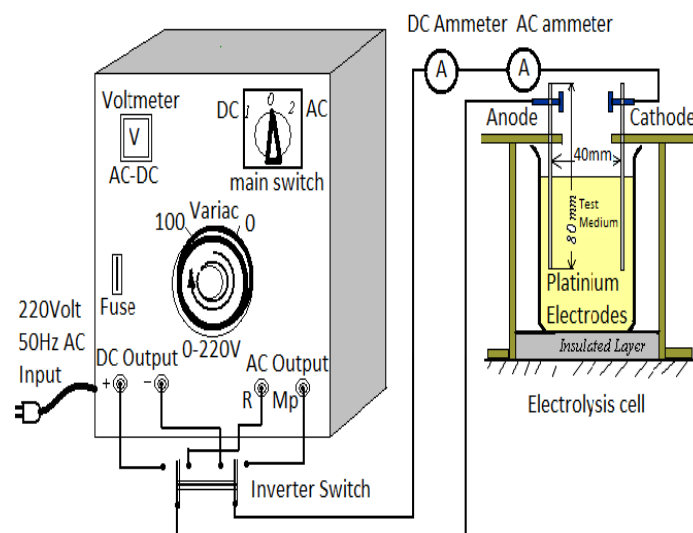 DC Ammeter AC ammeter
A A
Voltmeter
V
AC-DC
DC 1 0 2 AC
main switch
Anode
Cathode
40mm
80mm
Test
Medium
Platinium
Electrodes
Insulated Layer
Electrolysis cell
Variac
100 0
0-220V
Fuse
220Volt
50Hz AC
Input
DC Output
+ -
AC Output
R Mp
Inverter Switch